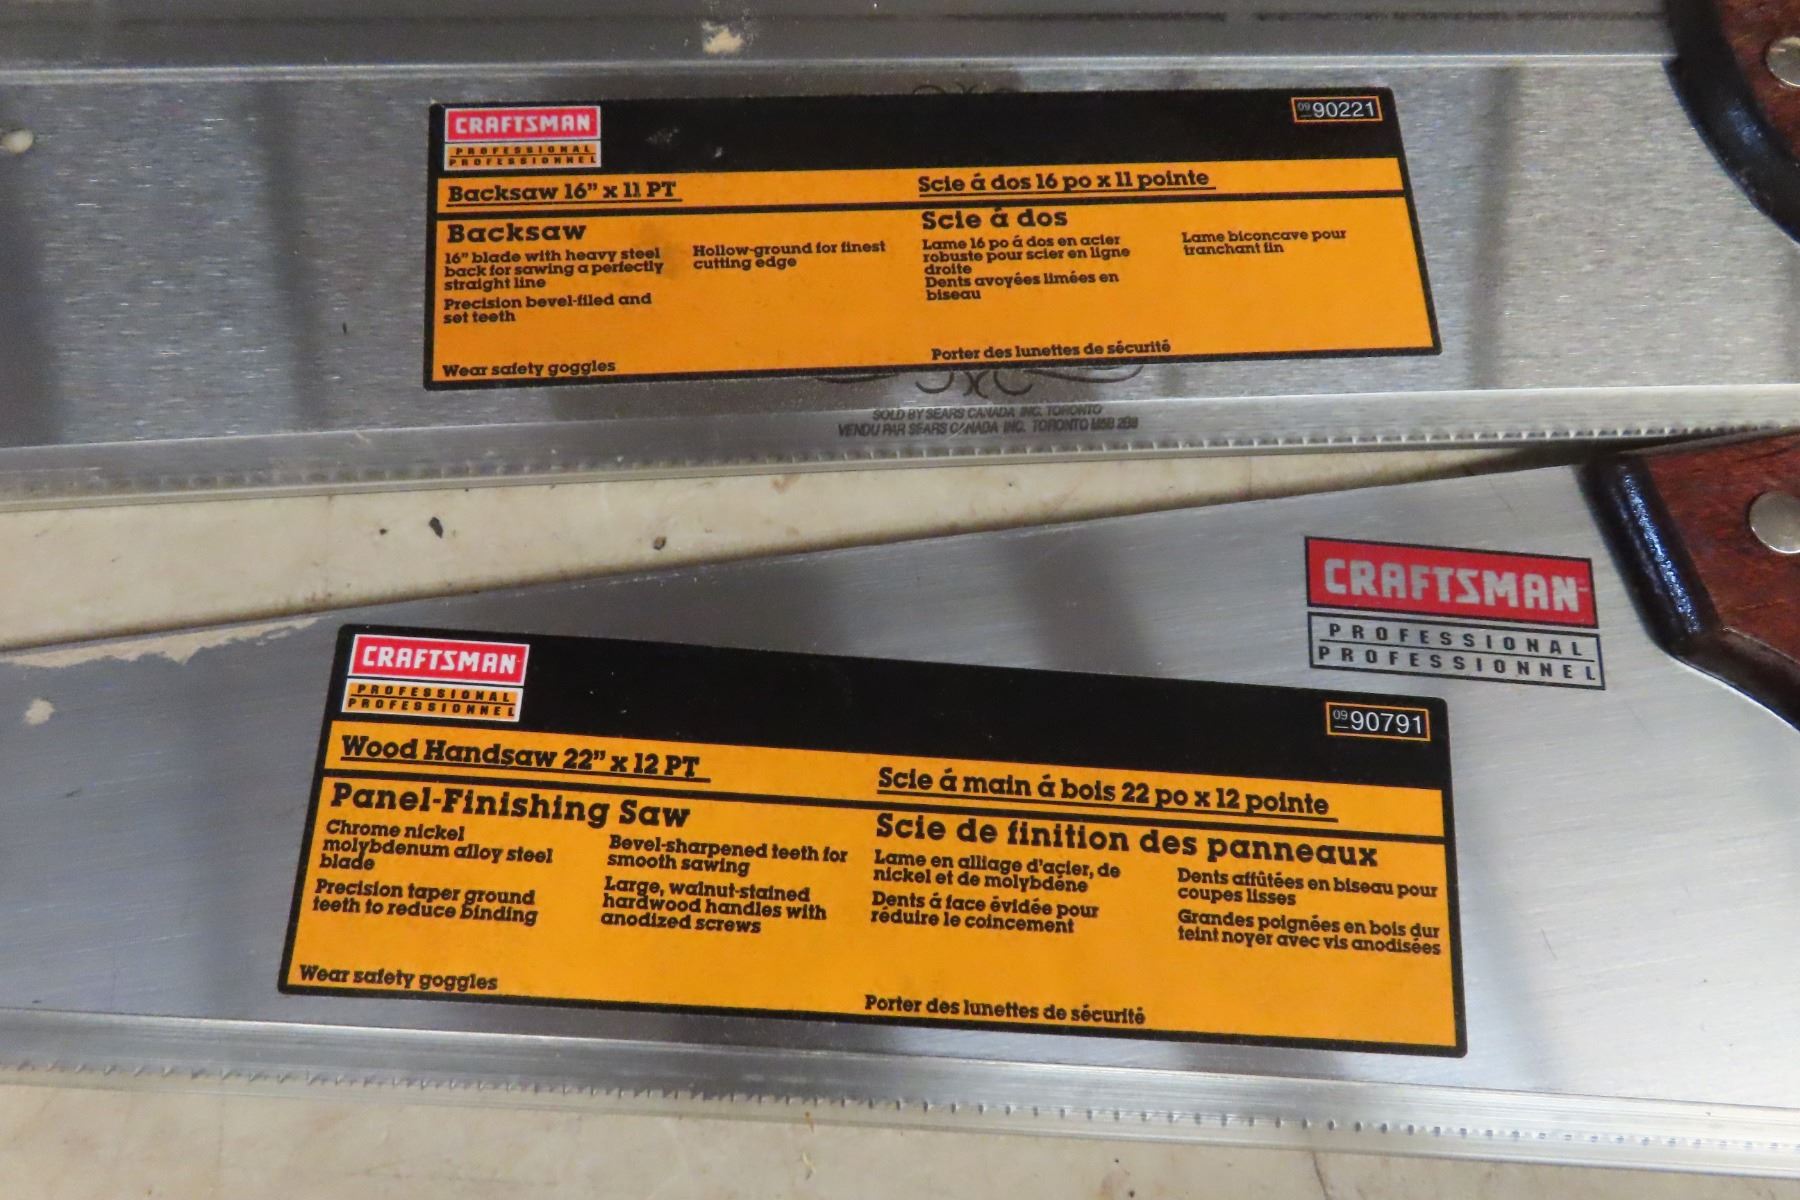 CRAFTSMAN
PROFESSIONAL
PROFESSIONNEL
09 90221
Backsaw 16” x 11 PT
Scie á dos 16 po x 11 pointe
Backsaw
16” blade with heavy steel
back for sawing a perfectly
straight line
Precision bevel-filed and
set teeth
Hollow-ground for finest
cutting edge
Wear safety goggles
Scie á dos
Lame 16 po á dos en acier
robuste pour scier en ligne
droite
Dents avoyées limées en
biseau
Lame biconcave pour
tranchant fin
Porter des lunettes de sécurité
SOLD BY SEARS CANADA INC. TORONTO
VENDU PAR SEARS CANADA INC. TORONTO M5B 2B8
CRAFTSMAN
PROFESSIONAL
PROFESSIONNEL
CRAFTSMAN
PROFESSIONAL
PROFESSIONNEL
09 90791
Wood Handsaw 22” x 12 PT
Scie á main á bois 22 po x 12 pointe
Panel-Finishing Saw
Chrome nickel
molybdenum alloy steel
blade
Precision taper ground
teeth to reduce binding
Bevel-sharpened teeth for
smooth sawing
Large, walnut-stained
hardwood handles with
anodized screws
Wear safety goggles
Scie de finition des panneaux
Lame en alliage d'acier, de
nickel et de molybdéne
Dents á face évidée pour
réduire le coincement
Dents affûtées en biseau pour
coupes lisses
Grandes poignées en bois dur
teint noyer avec vis anodisées
Porter des lunettes de sécurité